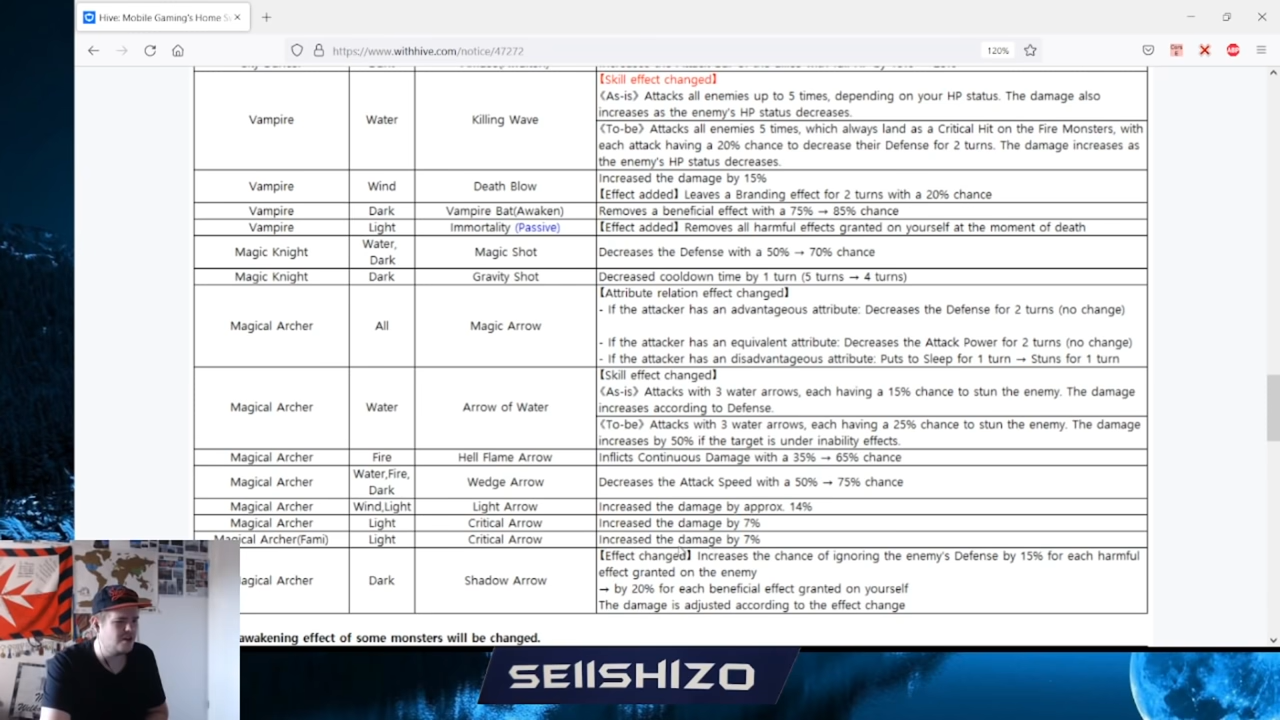 Hive: Mobile Gaming's Home S
https://www.withhive.com/notice/47272
120%
【Skill effect changed】
《As-is》 Attacks all enemies up to 5 times, depending on your HP status. The damage also
increases as the enemy's HP status decreases.
Vampire Water Killing Wave
《To-be》 Attacks all enemies 5 times, which always land as a Critical Hit on the Fire Monsters, with
each attack having a 20% chance to decrease their Defense for 2 turns. The damage increases as
the enemy's HP status decreases.
Increased the damage by 15%
Vampire Wind Death Blow
【Effect added】 Leaves a Branding effect for 2 turns with a 20% chance
Vampire Dark Vampire Bat(Awaken) Removes a beneficial effect with a 75% → 85% chance
Vampire Light Immortality (Passive) 【Effect added】 Removes all harmful effects granted on yourself at the moment of death
Magic Knight Water, Dark Magic Shot Decreases the Defense with a 50% → 70% chance
Magic Knight Dark Gravity Shot Decreased cooldown time by 1 turn (5 turns → 4 turns)
【Attribute relation effect changed】
- If the attacker has an advantageous attribute: Decreases the Defense for 2 turns (no change)
Magical Archer All Magic Arrow
- If the attacker has an equivalent attribute: Decreases the Attack Power for 2 turns (no change)
- If the attacker has an disadvantageous attribute: Puts to Sleep for 1 turn → Stuns for 1 turn
【Skill effect changed】
《As-is》 Attacks with 3 water arrows, each having a 15% chance to stun the enemy. The damage
increases according to Defense.
Magical Archer Water Arrow of Water
《To-be》 Attacks with 3 water arrows, each having a 25% chance to stun the enemy. The damage
increases by 50% if the target is under inability effects.
Magical Archer Fire Hell Flame Arrow Inflicts Continuous Damage with a 35% → 65% chance
Magical Archer Water,Fire, Dark Wedge Arrow Decreases the Attack Speed with a 50% → 75% chance
Magical Archer Wind,Light Light Arrow Increased the damage by approx. 14%
Magical Archer Light Critical Arrow Increased the damage by 7%
Magical Archer(Fami) Light Critical Arrow Increased the damage by 7%
【Effect changed】 Increases the chance of ignoring the enemy's Defense by 15% for each harmful
effect granted on the enemy
agical Archer Dark Shadow Arrow
→ by 20% for each beneficial effect granted on yourself
The damage is adjusted according to the effect change
awakening effect of some monsters will be changed.
SEIISHIZO